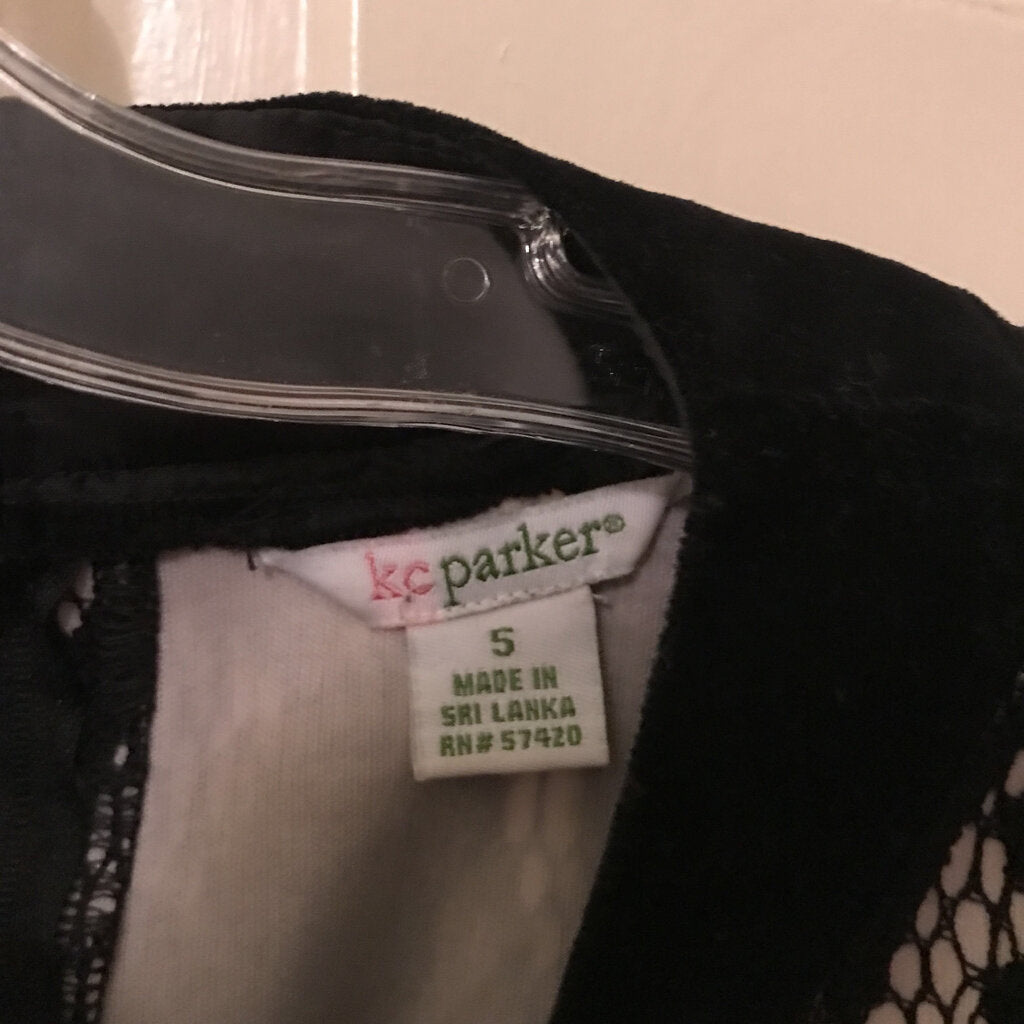 kc parker®
5
MADE IN
SRI LANKA
RN# 57420